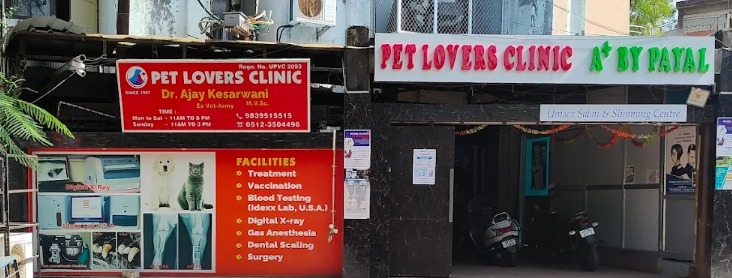 Regn. No. UPVC 2093
PET LOVERS CLINIC
SINCE 1997
Dr. Ajay Kesarwani
Ex Vet-Army M.V.Sc.
TIME :
Mon to Sat - 11AM TO 8 PM
Sunday - 11AM TO 3 PM
9839515515
0512-3504496
Digital X-Ray
FACILITIES
Treatment
Vaccination
Blood Testing
(Idexx Lab, U.S.A.)
Digital X-ray
Gas Anesthesia
Dental Scaling
Surgery
PET LOVERS CLINIC A+ BY PAYAL
Unisex Salon & Slimming Centre